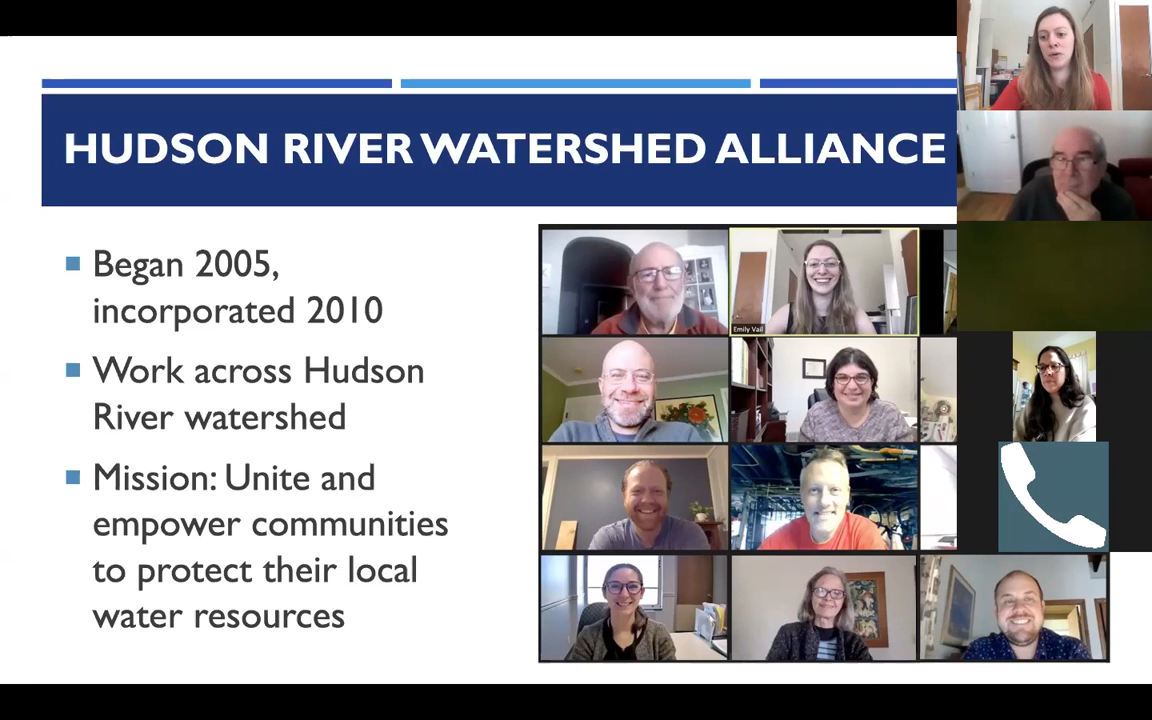 HUDSON RIVER WATERSHED ALLIANCE
Began 2005,
incorporated 2010
Work across Hudson
River watershed
Mission: Unite and
empower communities
to protect their local
water resources
Emily Vail